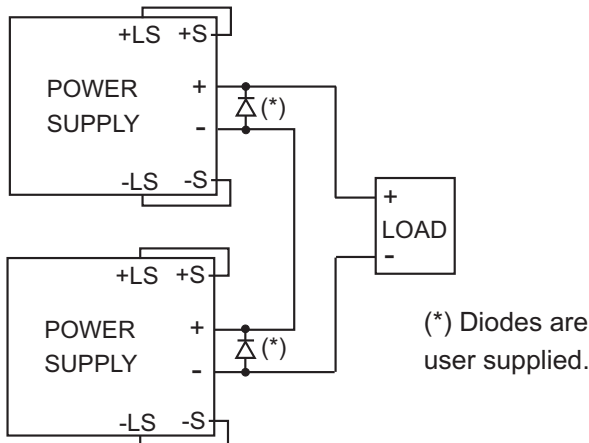 +LS +S
POWER
SUPPLY
+
-
(*)
-LS -S
+
LOAD
-
+LS +S
POWER
SUPPLY
+
-
(*)
-LS -S
(*) Diodes are
user supplied.